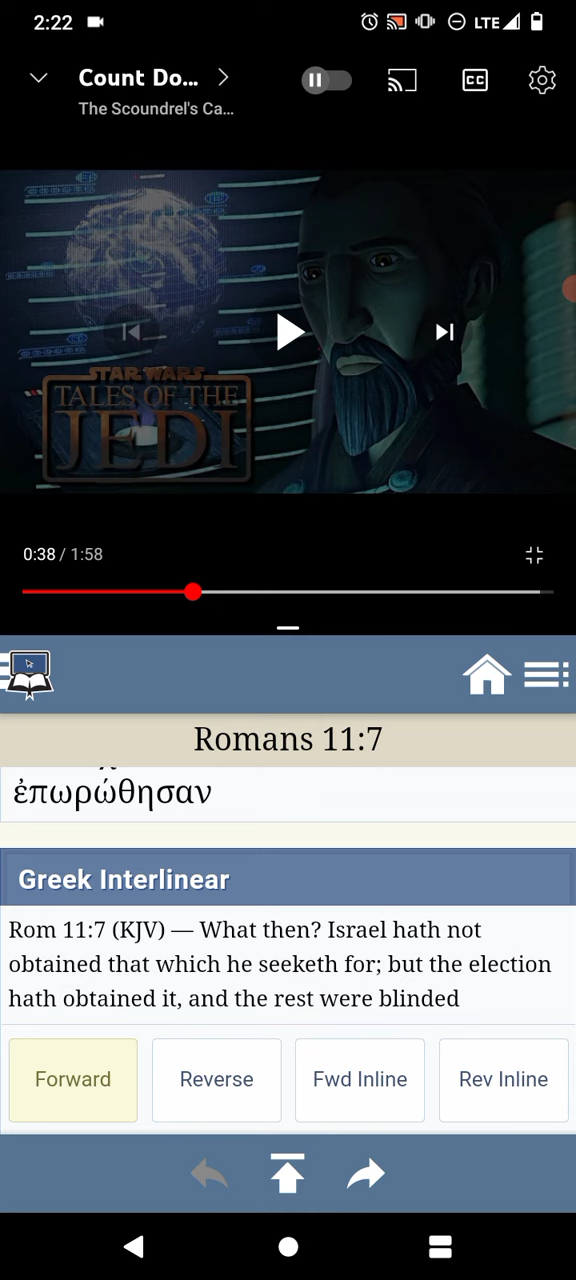 2:22 LTE
Count Do...
The Scoundrel's Ca...
CC
STAR WARS
TALES OF THE
JEDI
0:38 / 1:58
Romans 11:7
ἐπωρώθησαν
Greek Interlinear
Rom 11:7 (KJV) — What then? Israel hath not
obtained that which he seeketh for; but the election
hath obtained it, and the rest were blinded
Forward Reverse Fwd Inline Rev Inline